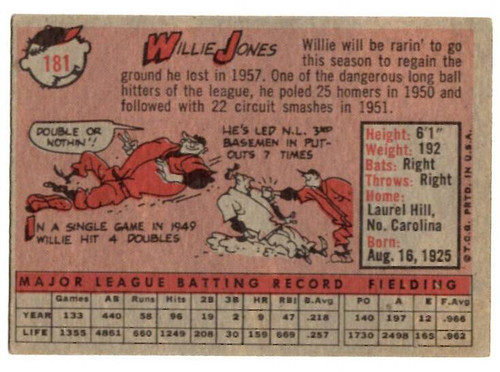 181
WILLIE JONES
Willie will be rarin' to go
this season to regain the
ground he lost in 1957. One of the dangerous long ball
hitters of the league, he poled 25 homers in 1950 and
followed with 22 circuit smashes in 1951.
DOUBLE OR
NOTHIN'!
HE'S LED N.L. 3RD
BASEMEN IN PUT-
OUTS 7 TIMES
IN A SINGLE GAME IN 1949
WILLIE HIT 4 DOUBLES
Height: 6'1"
Weight: 192
Bats: Right
Throws: Right
Home:
Laurel Hill,
No. Carolina
Born:
Aug. 16, 1925
©T.C.G. PRTD. IN U.S.A.
MAJOR LEAGUE BATTING RECORD FIELDING
Games AB Runs Hits 2B 3B HR RBI B.Avg PO A E F.Avg
YEAR 133 440 58 96 19 2 9 47 .218 140 197 12 .966
LIFE 1355 4861 660 1249 208 30 159 669 .257 1730 2498 165 .962